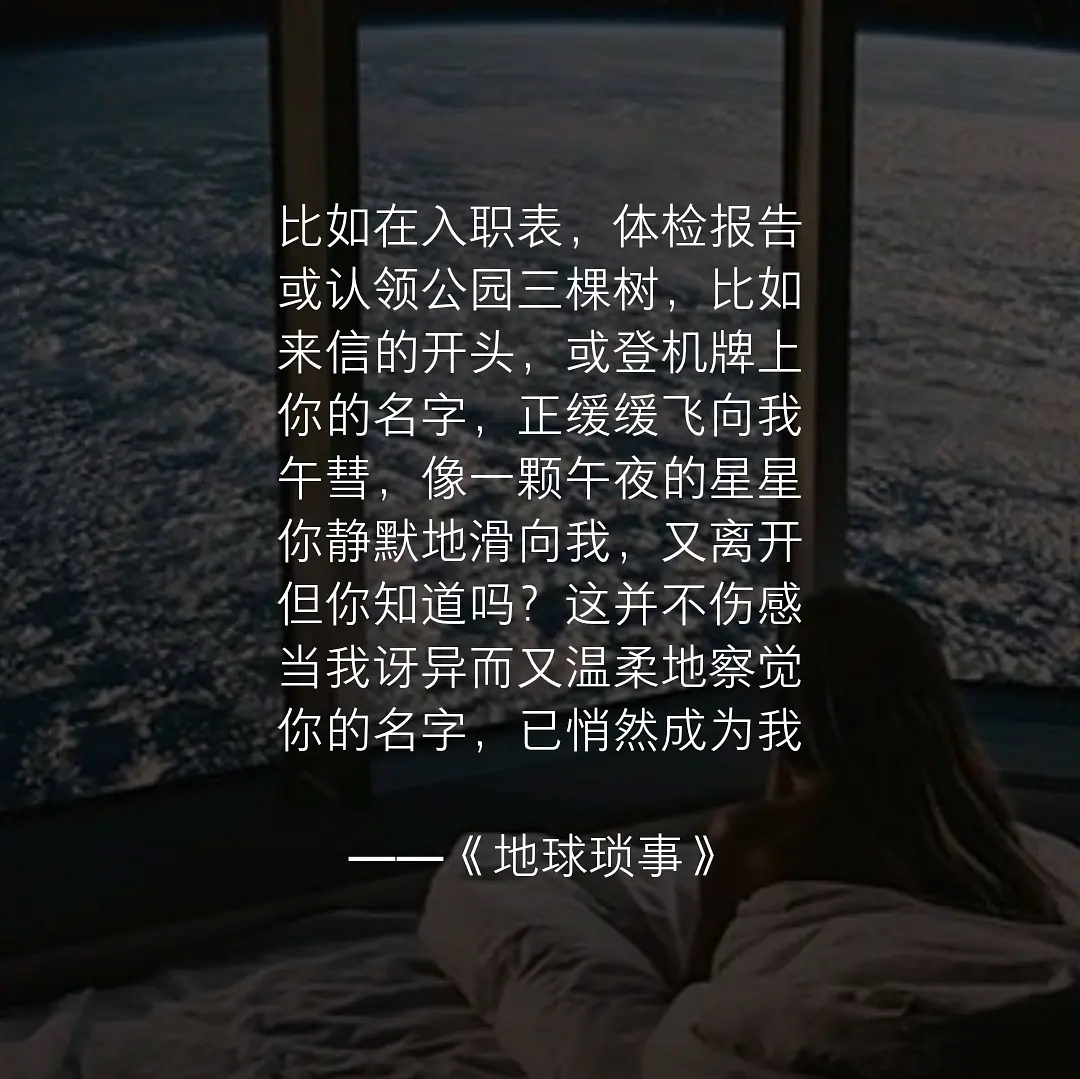 比如在入职表，体检报告
或认领公园三棵树，比如
来信的开头，或登机牌上
你的名字，正缓缓飞向我
午彗，像一颗午夜的星星
你静默地滑向我，又离开
但你知道吗？这并不伤感
当我讶异而又温柔地察觉
你的名字，已悄然成为我
——《地球琐事》